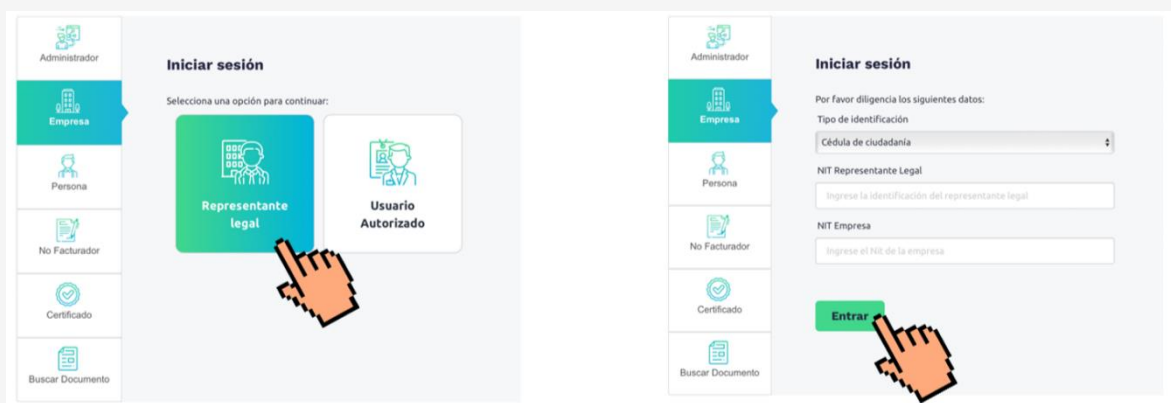 Administrador
Empresa
Persona
No Facturador
Certificado
Buscar Documento
Iniciar sesión
Selecciona una opción para continuar:
Representante
legal
Usuario
Autorizado
Administrador
Empresa
Persona
No Facturador
Certificado
Buscar Documento
Iniciar sesión
Por favor diligencia los siguientes datos:
Tipo de identificación
Cédula de ciudadanía
NIT Representante Legal
Ingrese la identificación del representante legal
NIT Empresa
Ingrese el Nit de la empresa
Entrar